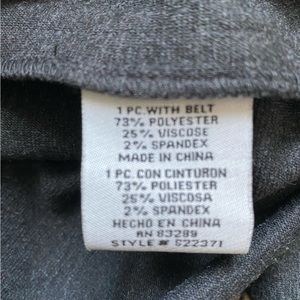 1 PC.WITH BELT
73% POLYESTER
25% VISCOSE
2% SPANDEX
MADE IN CHINA
1 PC.CON CINTURON
73% POLIESTER
25% VISCOSA
2% SPANDEX
HECHO EN CHINA
RN 83289
STYLE # S22371